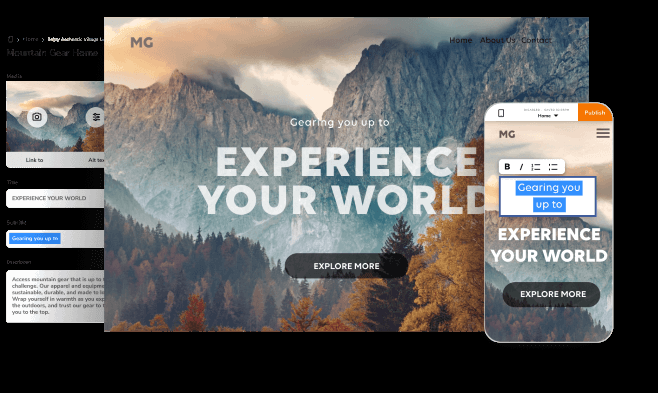 Home
Mountain Gear Home
Media
Link to
Alt tex
Title
EXPERIENCE YOUR WORLD
Subtitle
Gearing you up to
Description
Access mountain gear that is up to
challenge. Our apparel and equipme
sustainable, durable, and made to
Wrap yourself in warmth as you exp
the outdoors, and trust our gear to
you to the top.
MG
Home About Us Contact
Gearing you up to
EXPERIENCE
YOUR WORLD
EXPLORE MORE
Home
Publish
MG
B I
Gearing you
up to
EXPERIENCE
YOUR WORLD
EXPLORE MORE